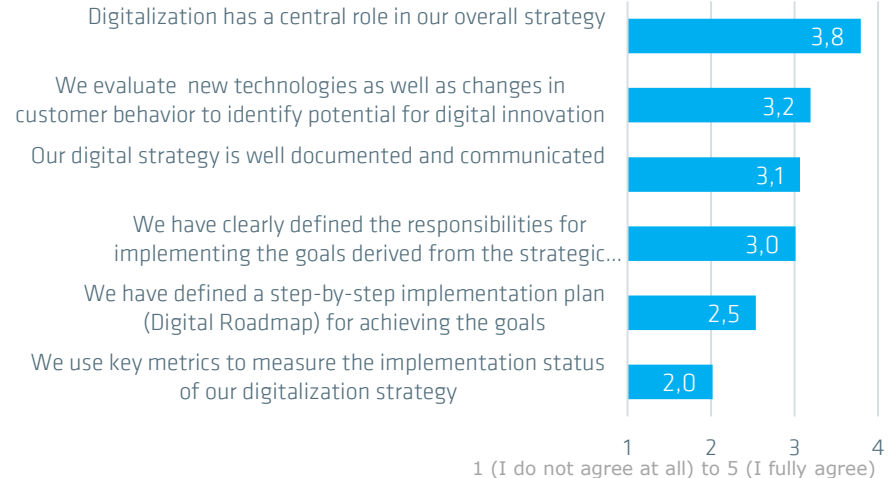 Digitalization has a central role in our overall strategy
3,8
We evaluate new technologies as well as changes in
customer behavior to identify potential for digital innovation
3,2
Our digital strategy is well documented and communicated
3,1
We have clearly defined the responsibilities for
implementing the goals derived from the strategic...
3,0
We have defined a step-by-step implementation plan
(Digital Roadmap) for achieving the goals
2,5
We use key metrics to measure the implementation status
of our digitalization strategy
2,0
1 2 3 4
1 (I do not agree at all) to 5 (I fully agree)